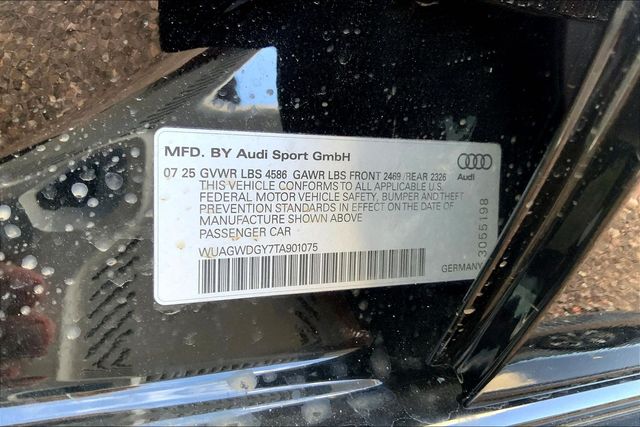 MFD. BY Audi Sport GmbH
07 25 GVWR LBS 4586 GAWR LBS FRONT 2469 /REAR 2326
THIS VEHICLE CONFORMS TO ALL APPLICABLE U.S.
FEDERAL MOTOR VEHICLE SAFETY, BUMPER AND THEFT
PREVENTION STANDARDS IN EFFECT ON THE DATE OF
MANUFACTURE SHOWN ABOVE
PASSENGER CAR
WUAGWDGY7TA901075
Audi
3055198
GERMANY